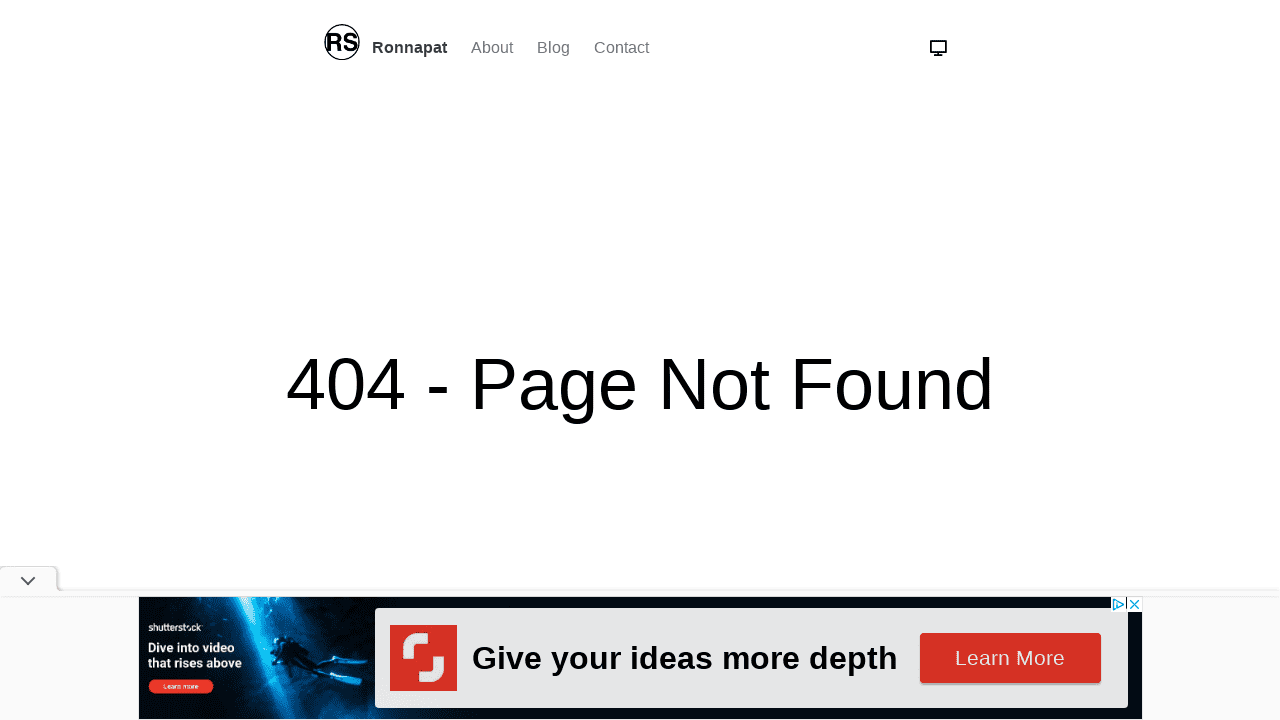 RS Ronnapat About Blog Contact
404 - Page Not Found
shutterstock
Dive into video
that rises above
Learn more
Give your ideas more depth
Learn More